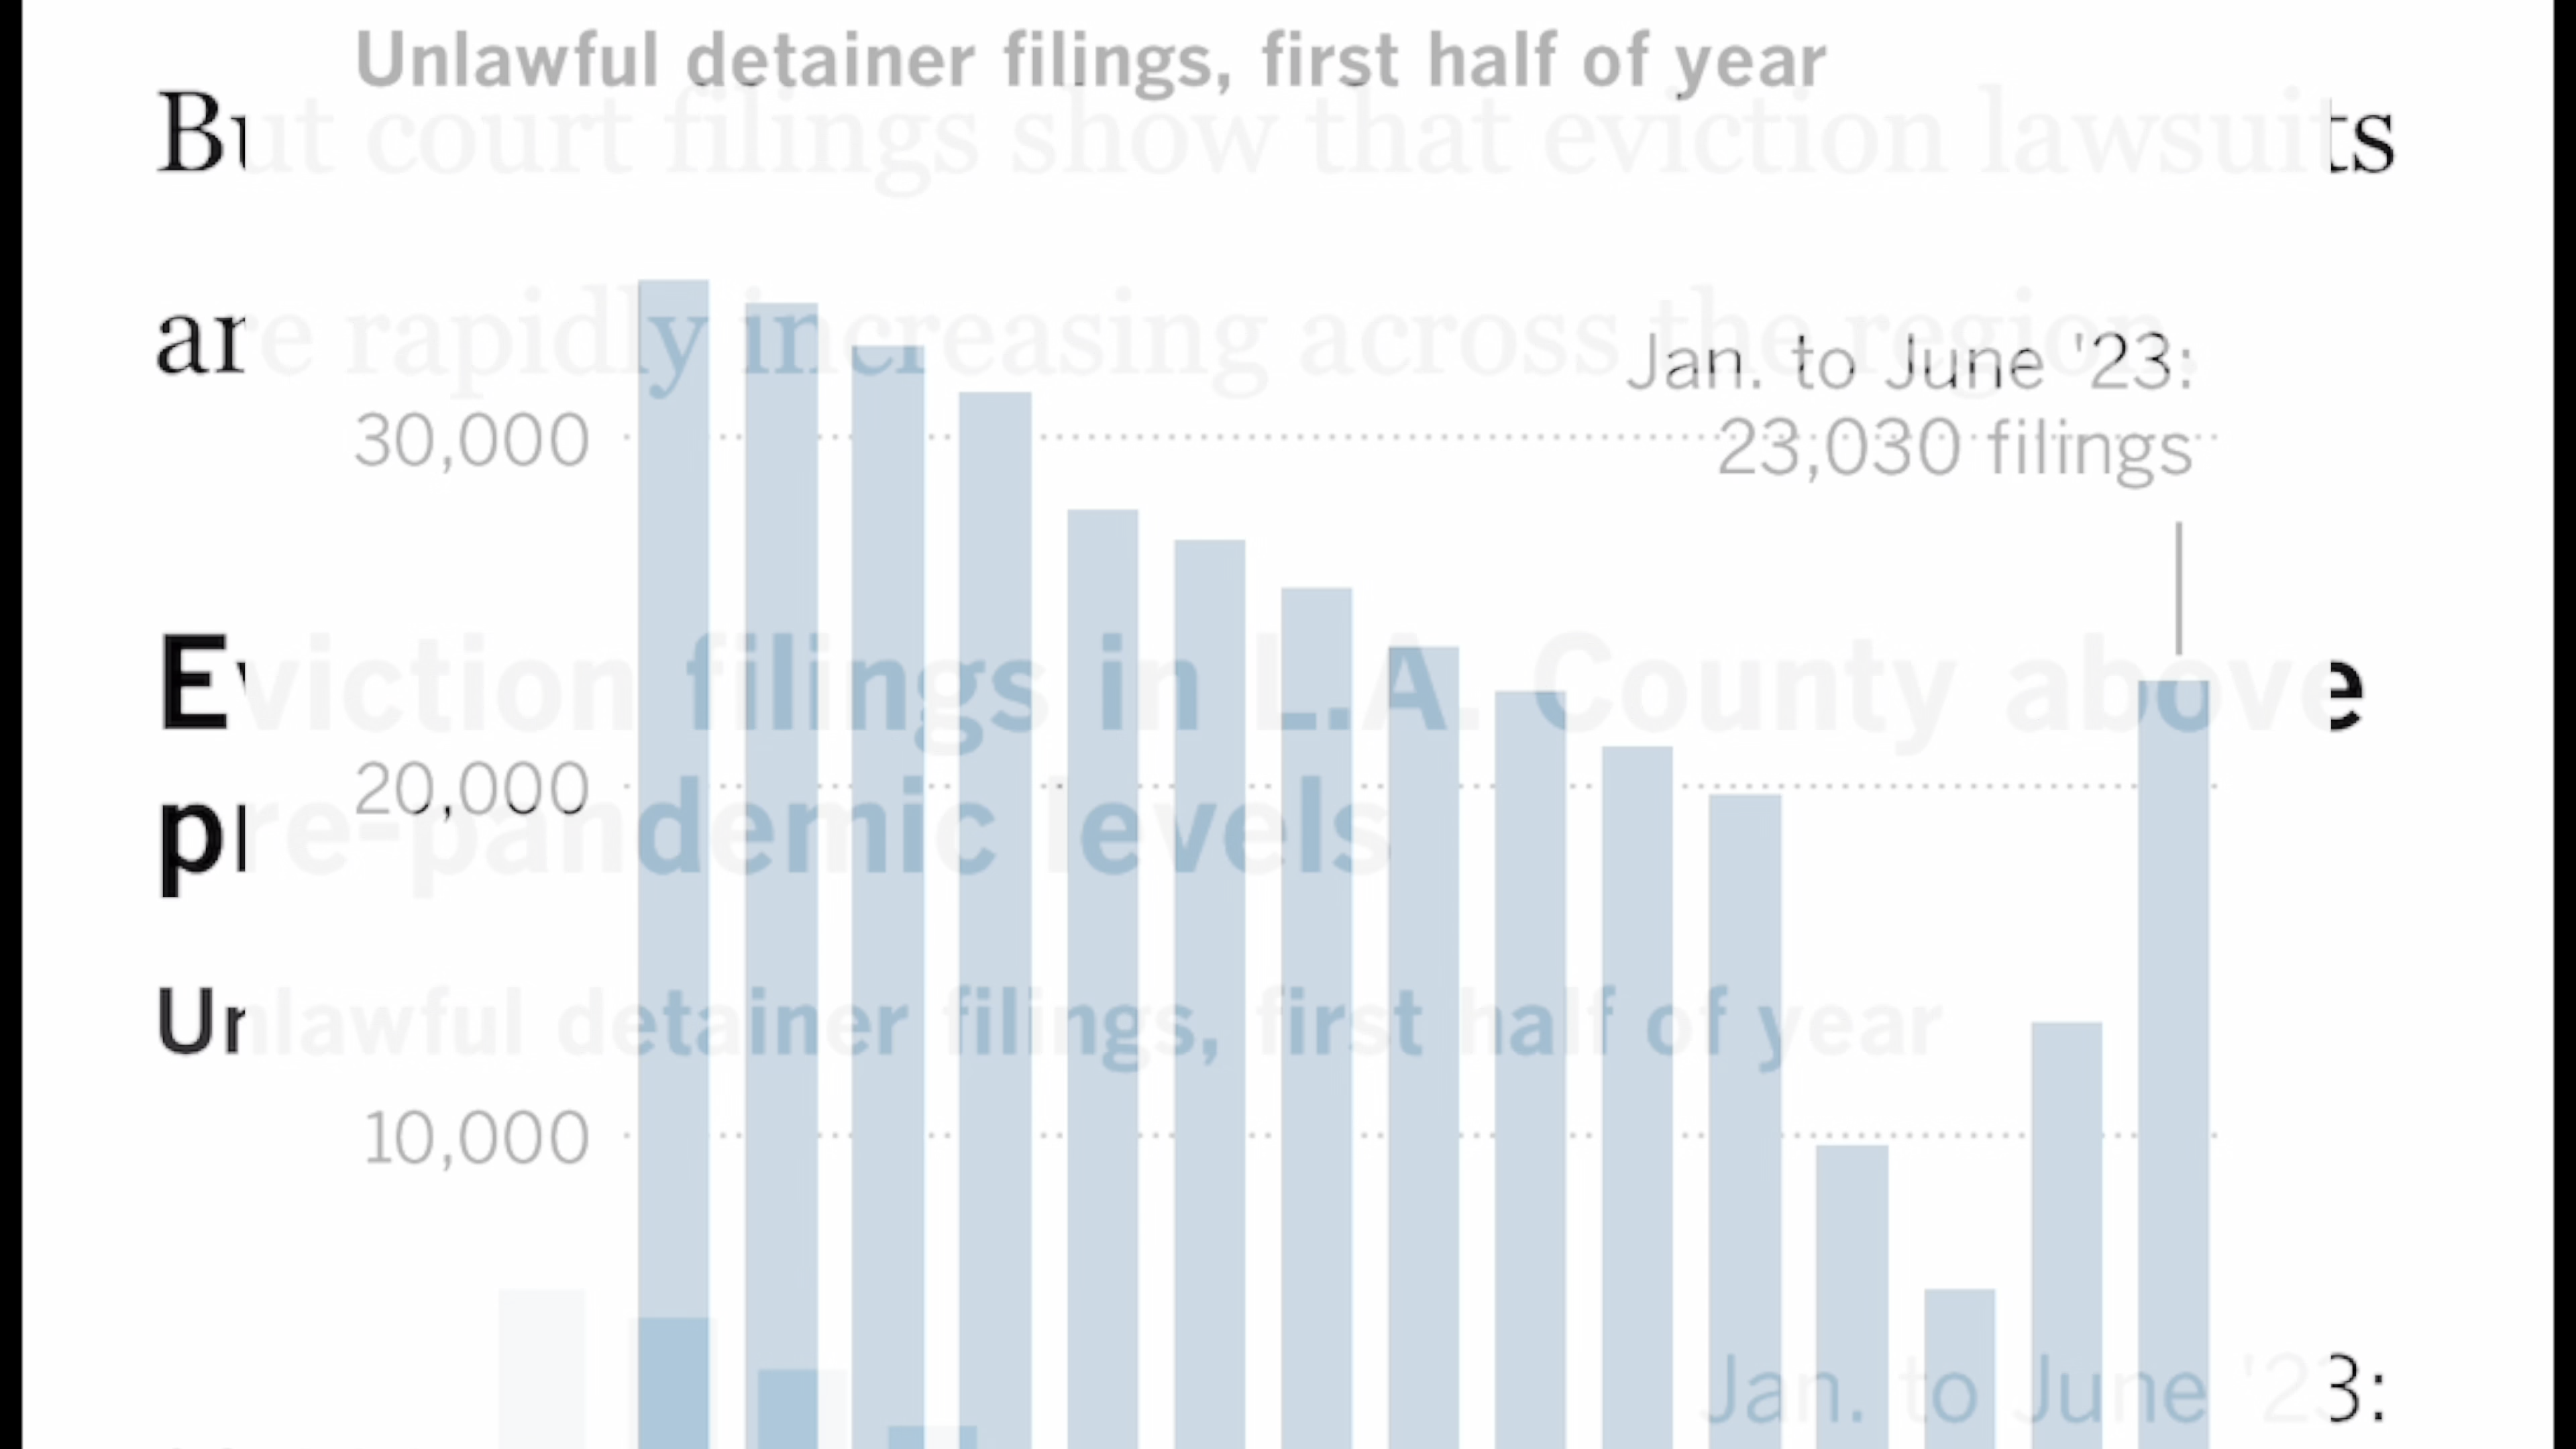 Unlawful detainer filings, first half of year
But court filings show that eviction lawsuits
are rapidly increasing across the region.
Jan. to June '23:
23,030 filings
30,000
Eviction filings in L.A. County above
pre-pandemic levels
20,000
Unlawful detainer filings, first half of year
10,000
Jan. to June '23: